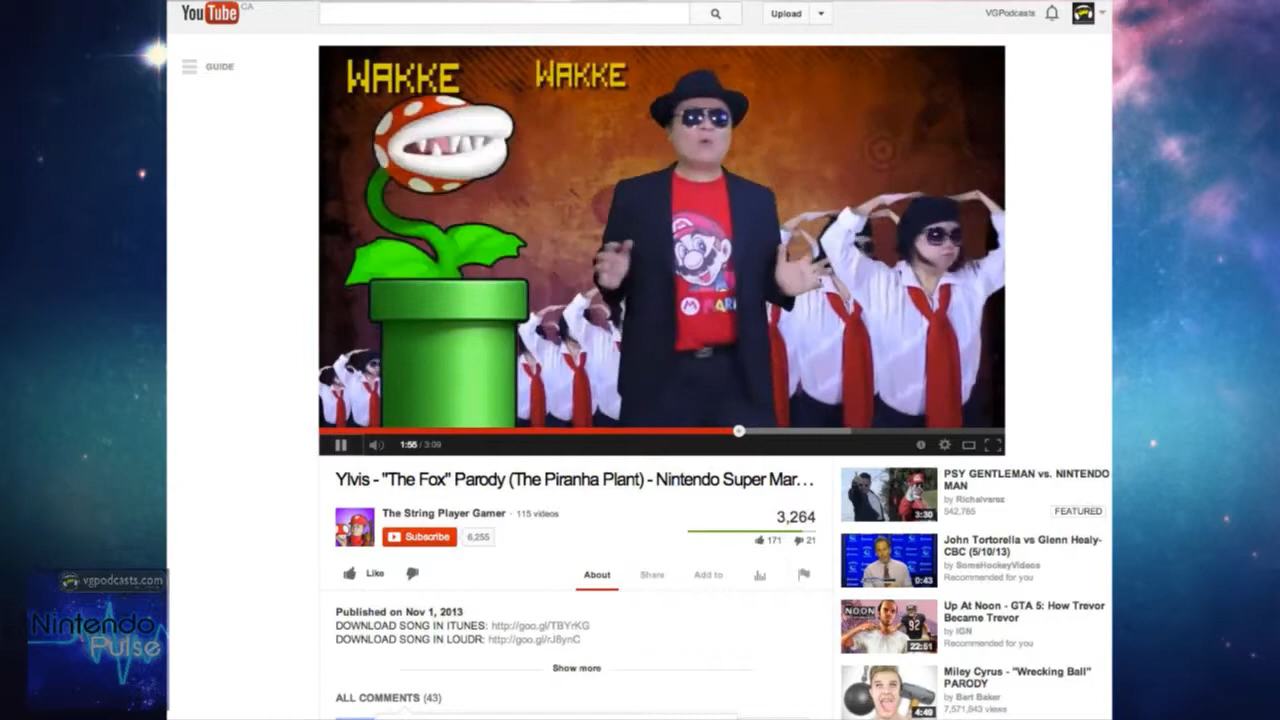 YouTube CA
Upload
VGPodcasts
GUIDE
WAKKE WAKKE
MARI
1:55 / 3:09
Ylvis - "The Fox" Parody (The Piranha Plant) - Nintendo Super Mar...
The String Player Gamer · 115 videos
Subscribe 6,255
3,264
171 21
Like
About Share Add to
Published on Nov 1, 2013
DOWNLOAD SONG IN ITUNES: http://goo.gl/TBYrKG
DOWNLOAD SONG IN LOUDR: http://goo.gl/rJ8ynC
Show more
ALL COMMENTS (43)
PSY GENTLEMAN vs. NINTENDO
MAN
by Richalvarez
542,765
FEATURED
3:30
John Tortorella vs Glenn Healy-
CBC (5/10/13)
by SomeHockeyVideos
Recommended for you
0:43
Up At Noon - GTA 5: How Trevor
Became Trevor
by IGN
Recommended for you
NOON
92
22:51
Miley Cyrus - "Wrecking Ball"
PARODY
by Bart Baker
7,571,843 views
4:49
vgpodcasts.com
Nintendo
Pulse